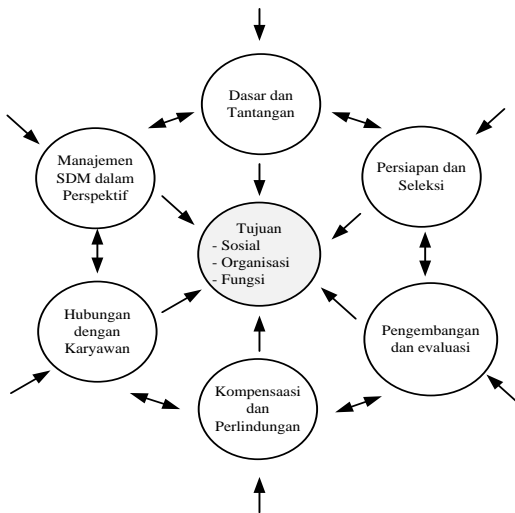 Dasar dan
Tantangan
Manajemen
SDM dalam
Perspektif
Persiapan dan
Seleksi
Tujuan
- Sosial
- Organisasi
- Fungsi
Hubungan
dengan
Karyawan
Pengembangan
dan evaluasi
Kompensaasi
dan
Perlindungan